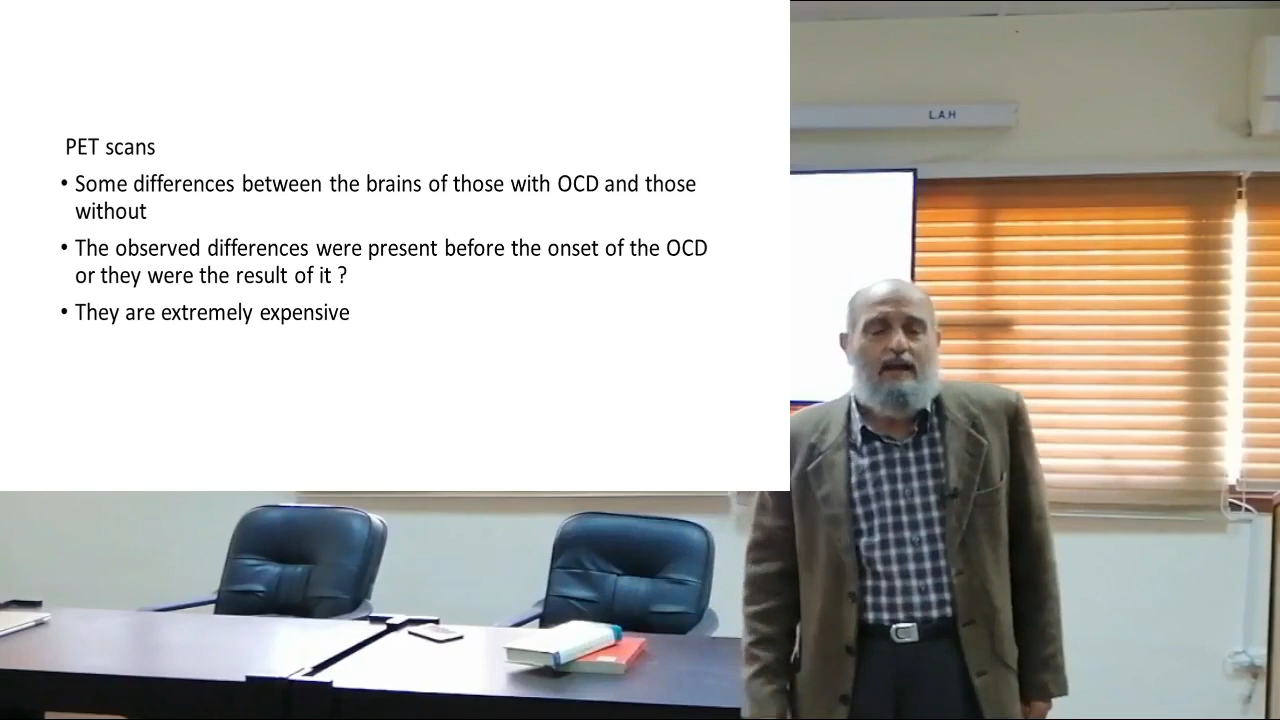 PET scans
• Some differences between the brains of those with OCD and those
without
• The observed differences were present before the onset of the OCD
or they were the result of it ?
• They are extremely expensive
L.A.H